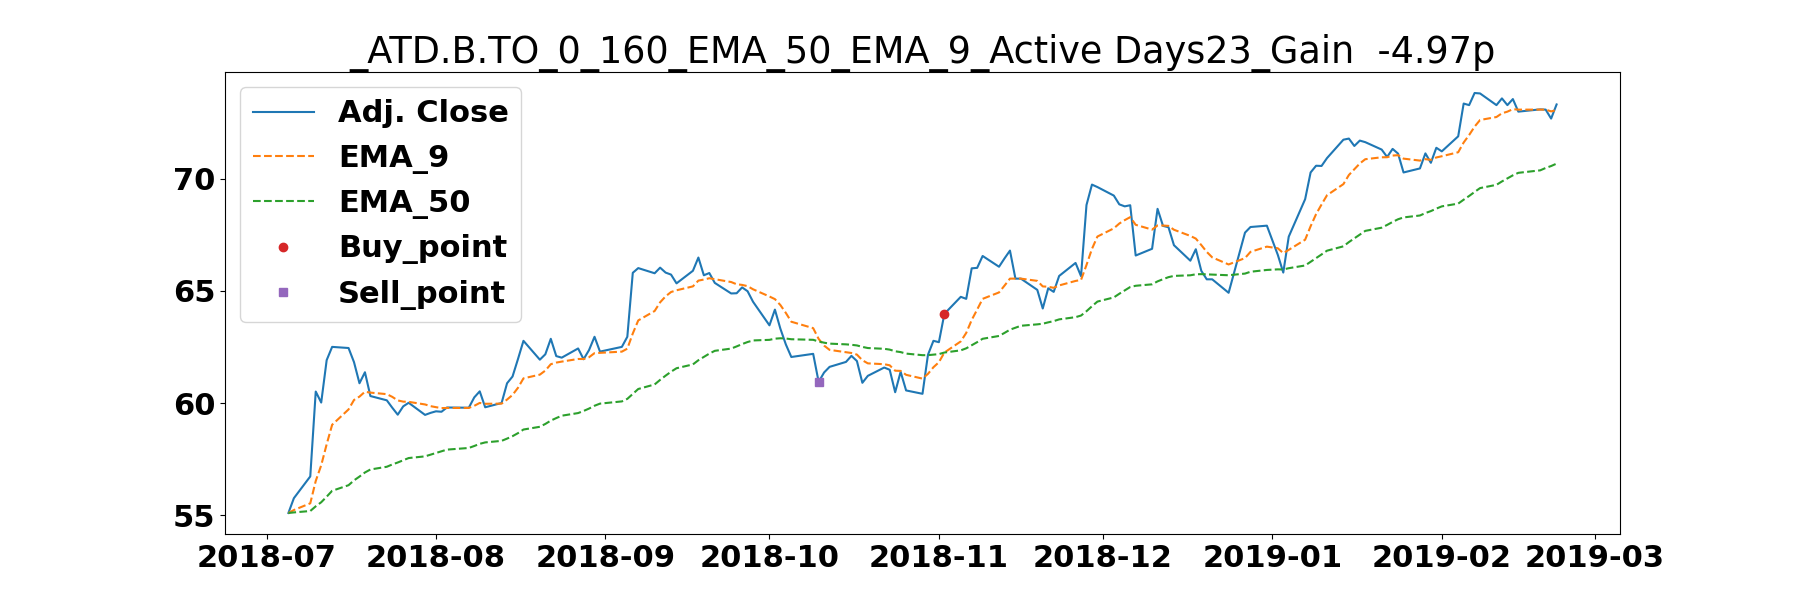 _ATD.B.TO_0_160_EMA_50_EMA_9_Active Days23_Gain  -4.97p
Adj. Close
EMA_9
EMA_50
Buy_point
Sell_point
70
65
60
55
2018-07 2018-08 2018-09 2018-10 2018-11 2018-12 2019-01 2019-02 2019-03